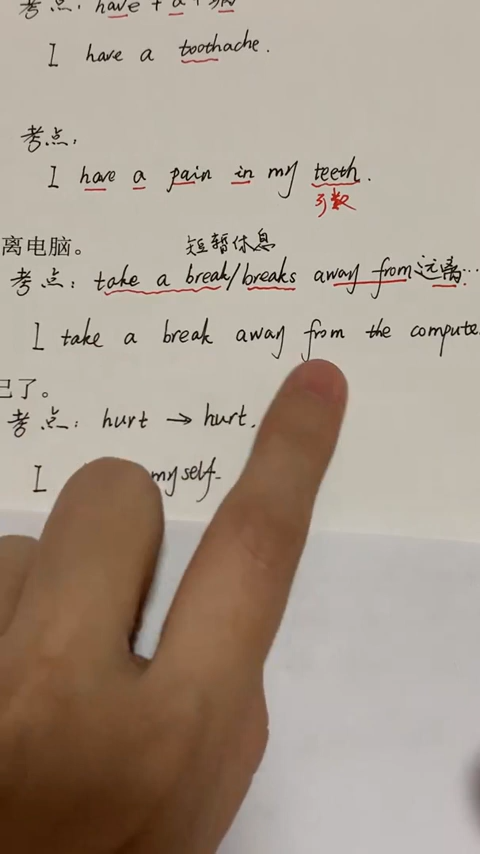 考点: have + a + 病
I have a toothache.
考点:
I have a pain in my teeth.
复数
离电脑。 短暂休息
考点: take a break/breaks away from 远离...
I take a break away from the compute
已了。
考点: hurt → hurt.
I myself.